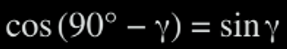 cos (90° − γ) = sin γ